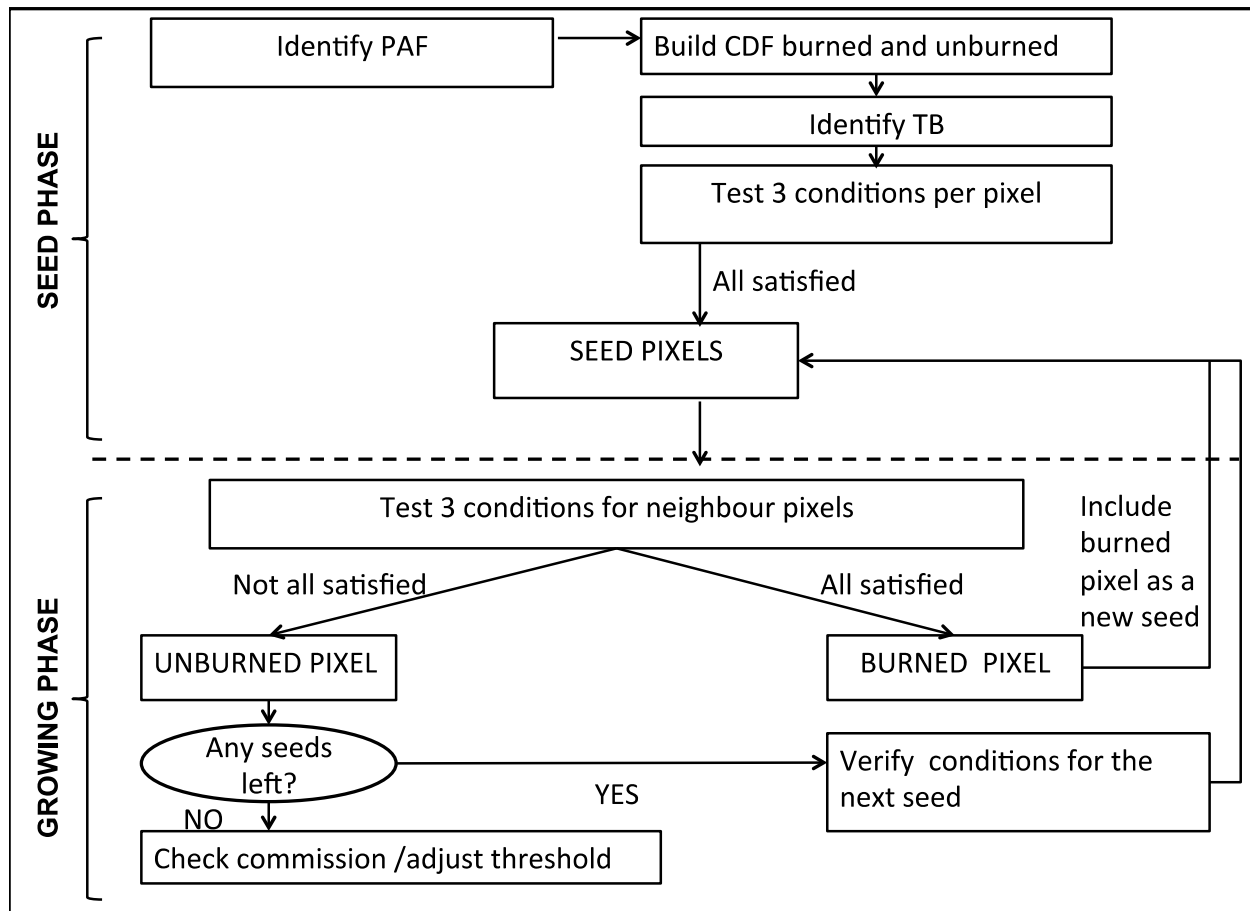 SEED PHASE
Identify PAF
Build CDF burned and unburned
Identify TB
Test 3 conditions per pixel
All satisfied
SEED PIXELS
GROWING PHASE
Test 3 conditions for neighbour pixels
Not all satisfied
All satisfied
Include
burned
pixel as a
new seed
UNBURNED PIXEL
BURNED PIXEL
Any seeds
left?
YES
Verify conditions for the
next seed
NO
Check commission /adjust threshold